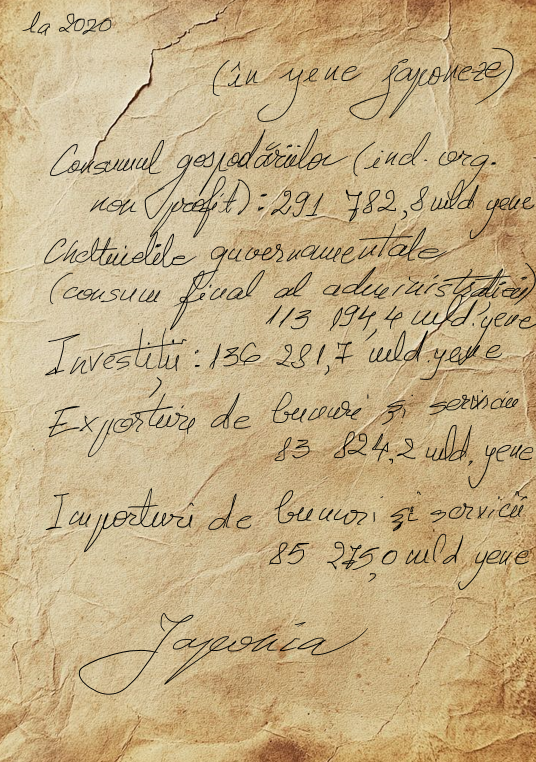 la 2020
(în yene japoneze)
Consumul gospodăriilor (incl. org.
non profit): 291 782,8 mld yene
Cheltuielile guvernamentale
(consum final al administrației)
113 194,4 mld. yene
Investiții: 136 281,7 mld. yene
Exporturi de bunuri și servicii
83 824,2 mld. yene
Importuri de bunuri și servicii
85 275,0 mld yene
Japonia